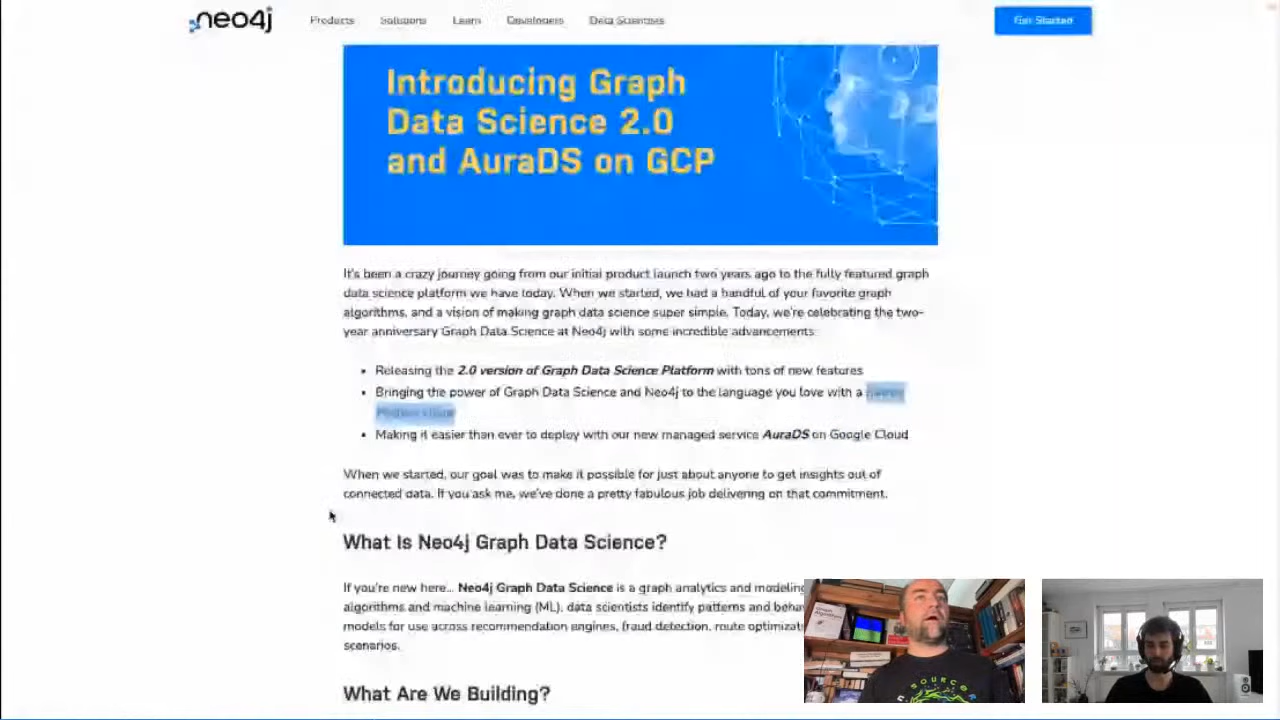 neo4j
Products Solutions Learn Developers Data Scientists
Get Started
Introducing Graph
Data Science 2.0
and AuraDS on GCP
It's been a crazy journey going from our initial product launch two years ago to the fully featured graph
data science platform we have today. When we started, we had a handful of your favorite graph
algorithms, and a vision of making graph data science super simple. Today, we're celebrating the two-
year anniversary Graph Data Science at Neo4j with some incredible advancements:
• Releasing the 2.0 version of Graph Data Science Platform with tons of new features
• Bringing the power of Graph Data Science and Neo4j to the language you love with a
• Making it easier than ever to deploy with our new managed service AuraDS on Google Cloud
When we started, our goal was to make it possible for just about anyone to get insights out of
connected data. If you ask me, we've done a pretty fabulous job delivering on that commitment.
What Is Neo4j Graph Data Science?
If you're new here... Neo4j Graph Data Science is a graph analytics and modeling
algorithms and machine learning (ML), data scientists identify patterns and
models for use across recommendation engines, fraud detection, route
scenarios.
What Are We Building?
Graph
Algorithms